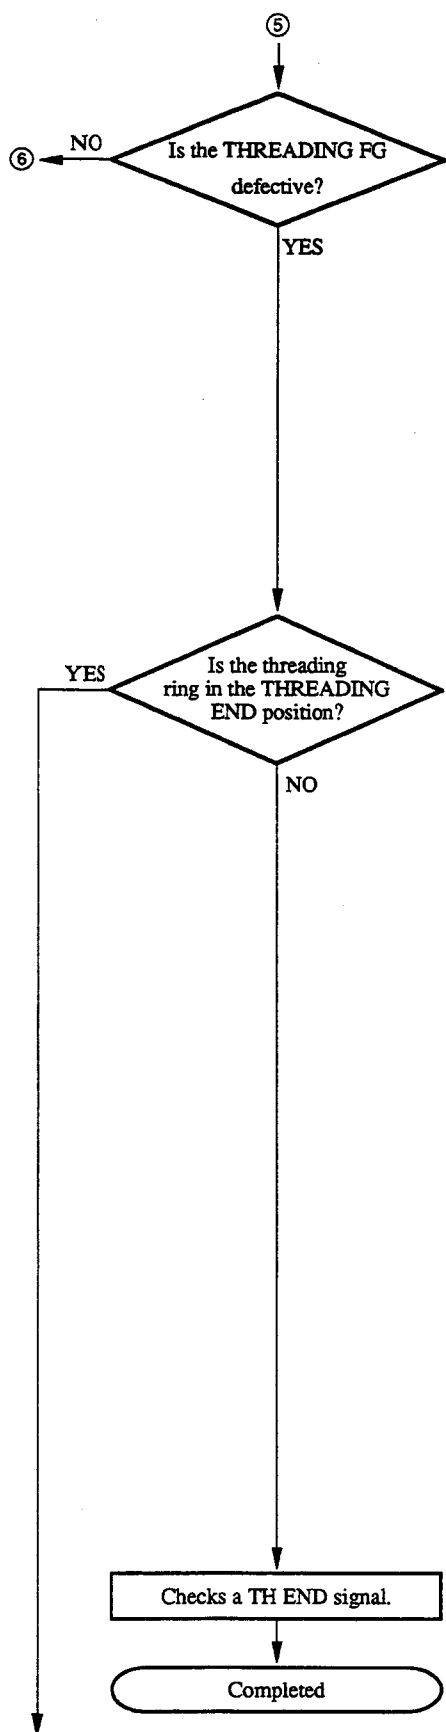 ⑤
NO
⑥
Is the THREADING FG
defective?
YES
YES
Is the threading
ring in the THREADING
END position?
NO
Checks a TH END signal.
Completed